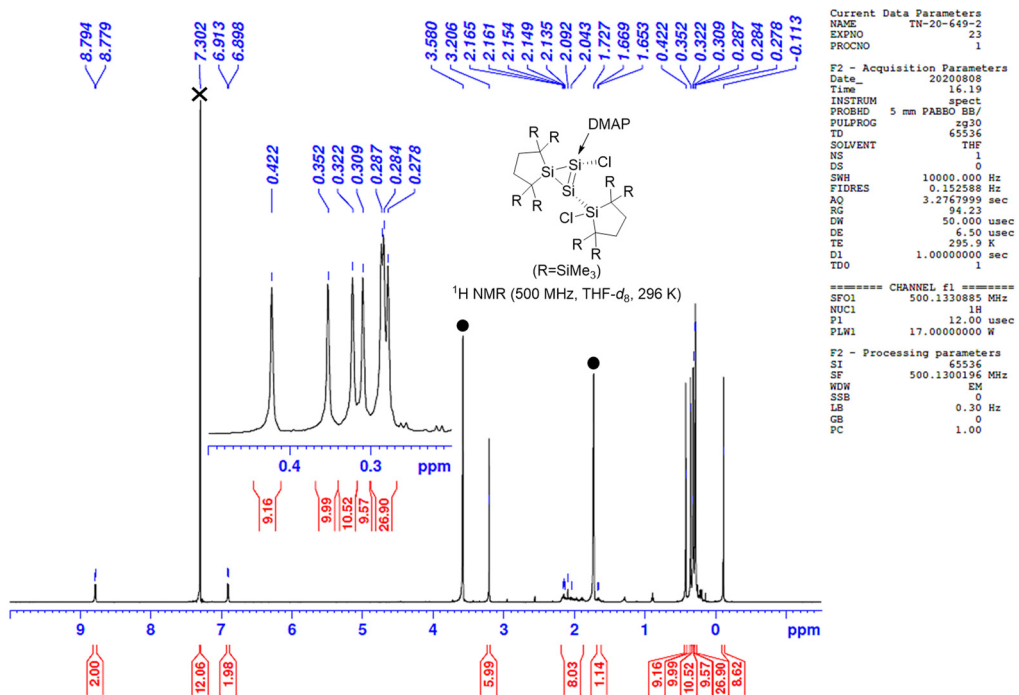 8.794
8.779
7.302
6.913
6.898
3.580
3.206
2.165
2.161
2.154
2.149
2.135
2.092
2.043
1.727
1.669
1.653
0.422
0.352
0.322
0.309
0.287
0.284
0.278
-0.113
0.422
0.352
0.322
0.309
0.287
0.284
0.278
0.4 0.3 ppm
9.16
9.99
10.52
9.57
26.90
DMAP
R R
Si Cl
Si
Si
R R
R R
Cl Si
R R
(R=SiMe3)
1H NMR (500 MHz, THF-d8, 296 K)
9 8 7 6 5 4 3 2 1 0 ppm
2.00
12.06
1.98
5.99
8.03
1.14
9.16
9.99
10.52
9.57
26.90
8.62
Current Data Parameters
NAME TN-20-649-2
EXPNO 23
PROCNO 1
F2 - Acquisition Parameters
Date_ 20200808
Time 16.19
INSTRUM spect
PROBHD 5 mm PABBO BB/
PULPROG zg30
TD 65536
SOLVENT THF
NS 1
DS 0
SWH 10000.000 Hz
FIDRES 0.152588 Hz
AQ 3.2767999 sec
RG 94.23
DW 50.000 usec
DE 6.50 usec
TE 295.9 K
D1 1.00000000 sec
TD0 1
======== CHANNEL f1 ========
SFO1 500.1330885 MHz
NUC1 1H
P1 12.00 usec
PLW1 17.00000000 W
F2 - Processing parameters
SI 65536
SF 500.1300196 MHz
WDW EM
SSB 0
LB 0.30 Hz
GB 0
PC 1.00